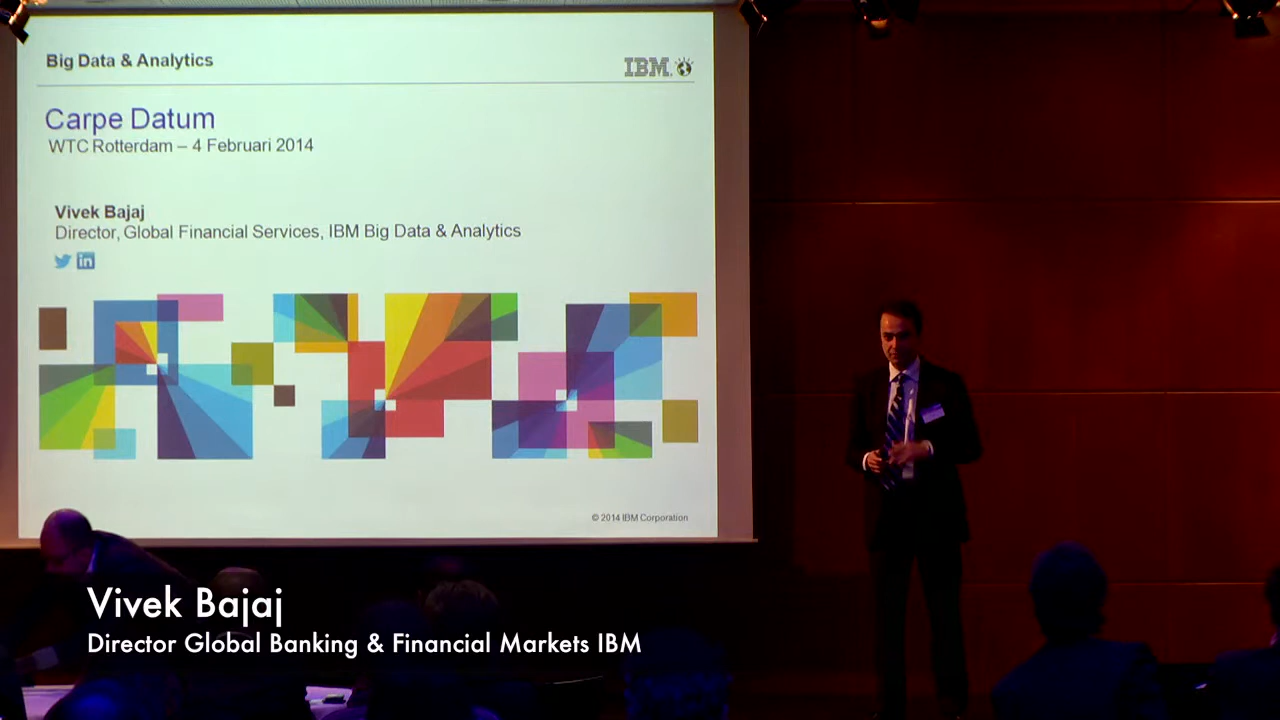 Big Data & Analytics
IBM.
Carpe Datum
WTC Rotterdam – 4 Februari 2014
Vivek Bajaj
Director, Global Financial Services, IBM Big Data & Analytics
in
© 2014 IBM Corporation
Vivek Bajaj
Director Global Banking & Financial Markets IBM